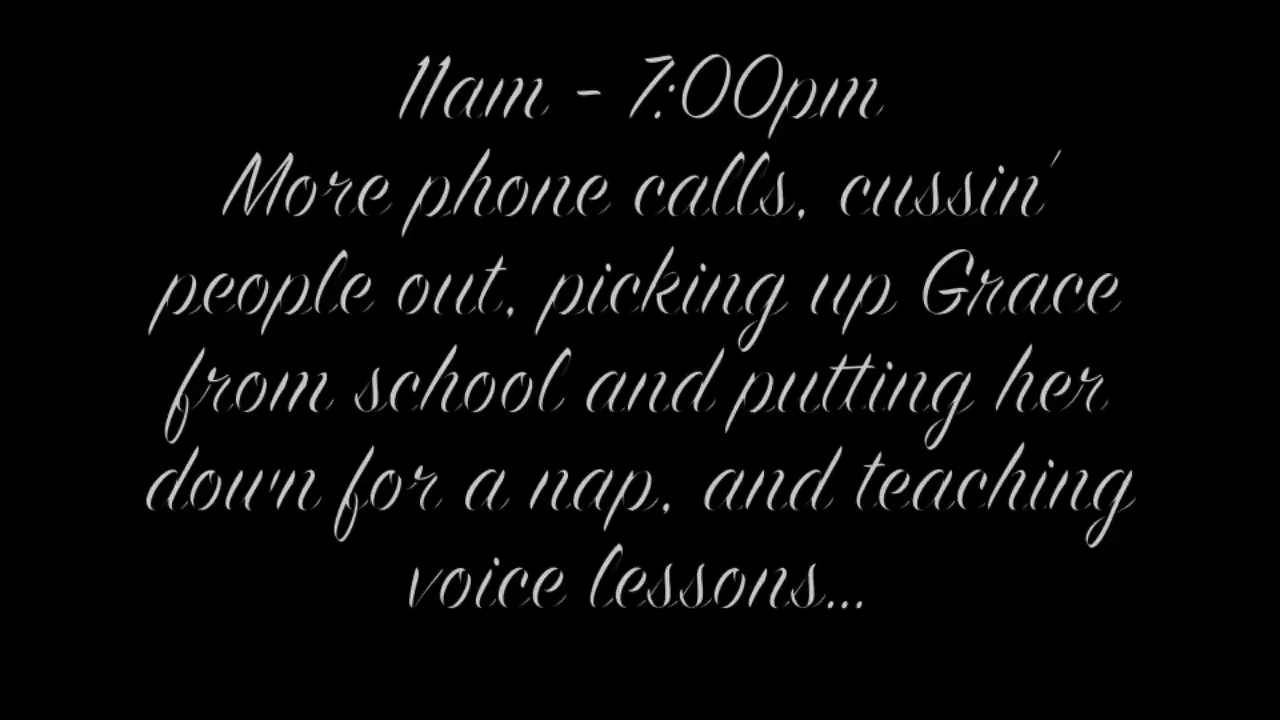 11am - 7:00pm
More phone calls, cussin'
people out, picking up Grace
from school and putting her
down for a nap, and teaching
voice lessons...